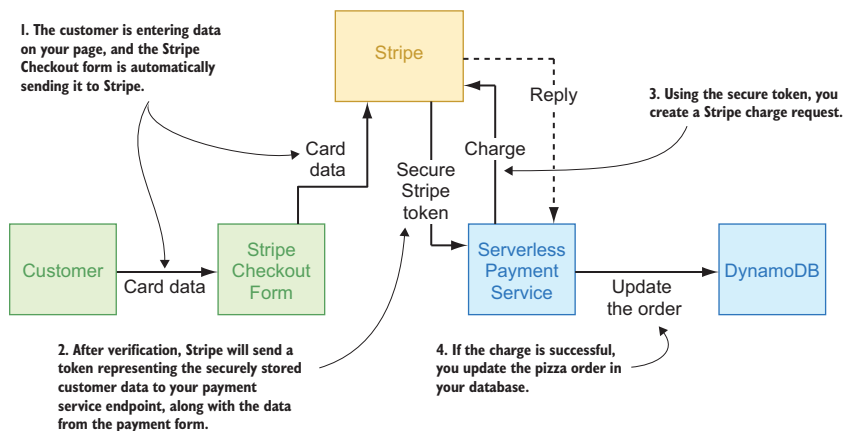 1. The customer is entering data
on your page, and the Stripe
Checkout form is automatically
sending it to Stripe.
Stripe
Reply
3. Using the secure token, you
create a Stripe charge request.
Card
data
Charge
Secure
Stripe
token
Customer
Card data
Stripe
Checkout
Form
Serverless
Payment
Service
Update
the order
DynamoDB
2. After verification, Stripe will send a
token representing the securely stored
customer data to your payment
service endpoint, along with the data
from the payment form.
4. If the charge is successful,
you update the pizza order in
your database.